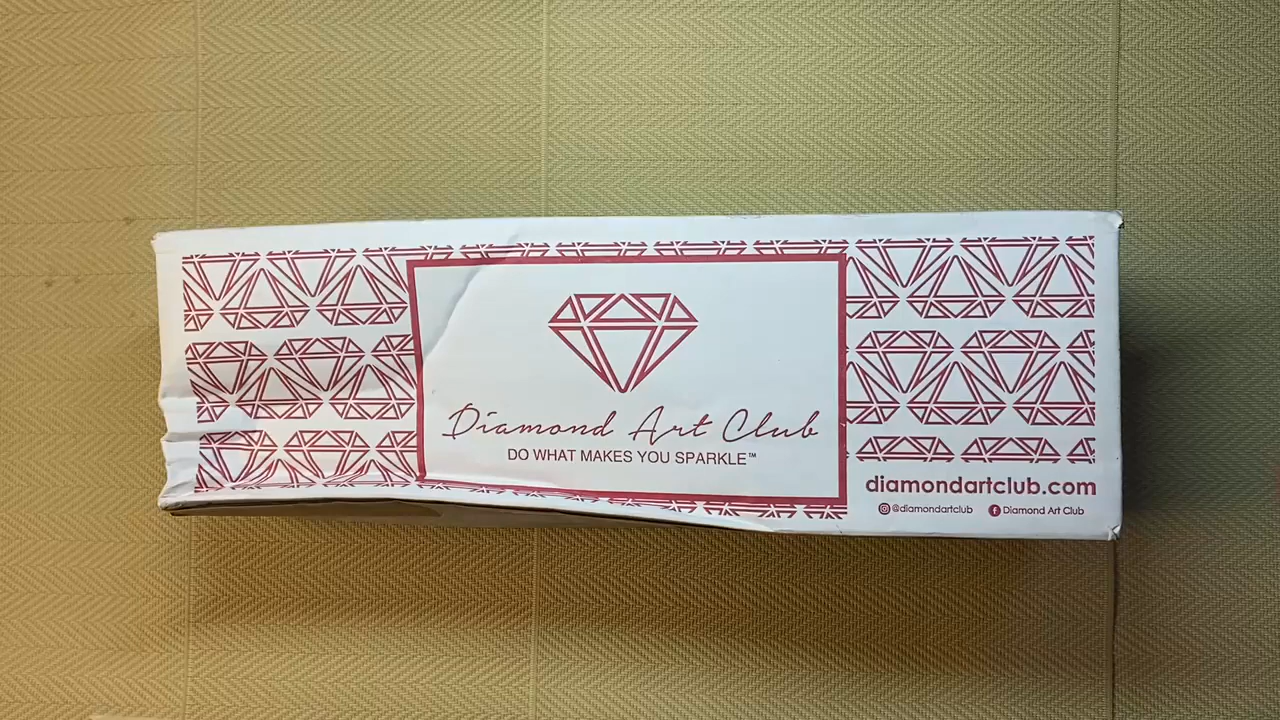 Diamond Art Club
DO WHAT MAKES YOU SPARKLE™
diamondartclub.com
@diamondartclub Diamond Art Club